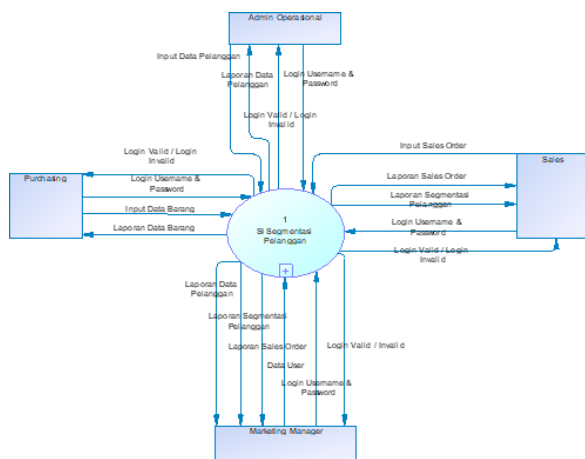 Admin Operasional
Input Data Pelanggan
Laporan Data
Pelanggan
Login Username &
Password
Login Valid / Login
Invalid
Login Valid / Login
Invalid
Input Sales Order
Purchasing
Sales
Login Username &
Password
Laporan Sales Order
Laporan Segmentasi
Pelanggan
Input Data Barang
1
SI Segmentasi
Pelanggan
Login Username &
Password
Laporan Data Barang
Login Valid / Login
Invalid
Laporan Data
Pelanggan
Laporan Segmentasi
Pelanggan
Laporan Sales Order
Login Valid / Invalid
Data User
Login Username &
Password
Marketing Manager